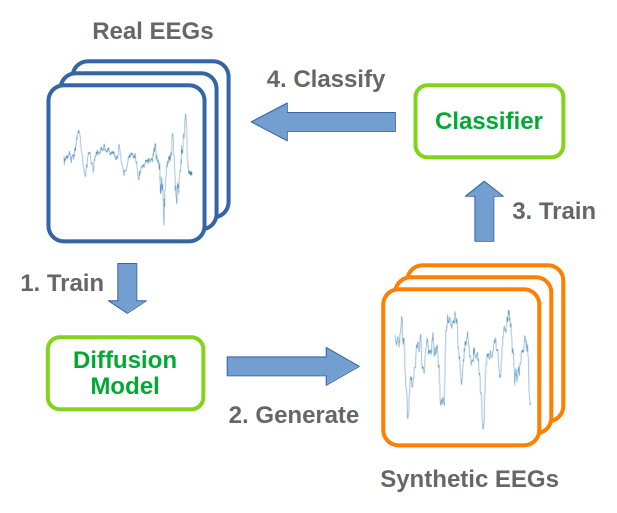 Real EEGs
4. Classify
Classifier
3. Train
1. Train
Diffusion
Model
2. Generate
Synthetic EEGs